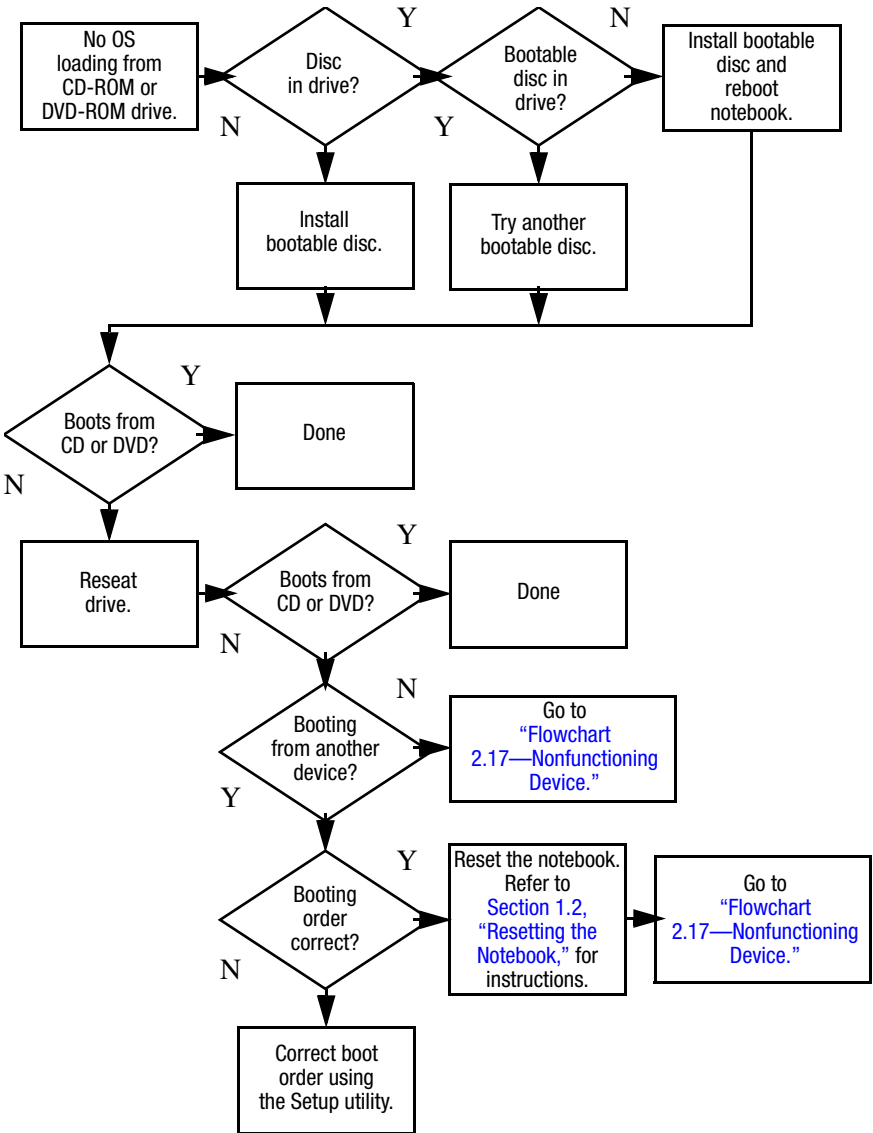 No OS
loading from
CD-ROM or
DVD-ROM drive.
N
Disc
in drive?
Y
Y
Bootable
disc in
drive?
N
Install bootable
disc and
reboot
notebook.
Install
bootable disc.
Try another
bootable disc.
Boots from
CD or DVD?
Y
N
Done
Reseat
drive.
Boots from
CD or DVD?
Y
N
Done
Booting
from another
device?
N
Y
Go to
“Flowchart
2.17—Nonfunctioning
Device.”
Booting
order
correct?
Y
N
Reset the notebook.
Refer to
Section 1.2,
“Resetting the
Notebook,” for
instructions.
Go to
“Flowchart
2.17—Nonfunctioning
Device.”
Correct boot
order using
the Setup utility.